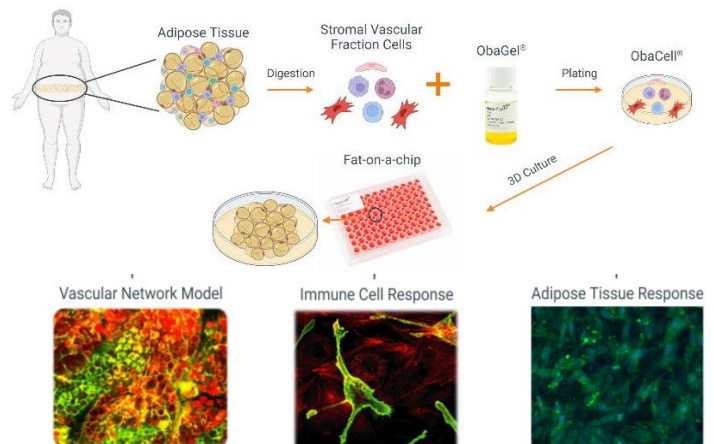 Adipose Tissue
Stromal Vascular
Fraction Cells
ObaGel®
ObaCell®
Digestion
Plating
3D Culture
Fat-on-a-chip
Vascular Network Model
Immune Cell Response
Adipose Tissue Response